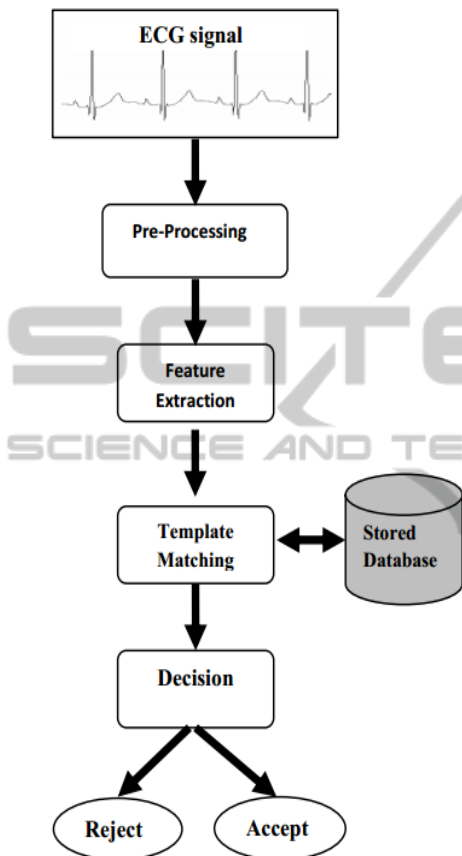 ECG signal
Pre-Processing
SCITE
Feature
Extraction
SCIENCE AND TE
Template
Matching
Stored
Database
Decision
Reject
Accept